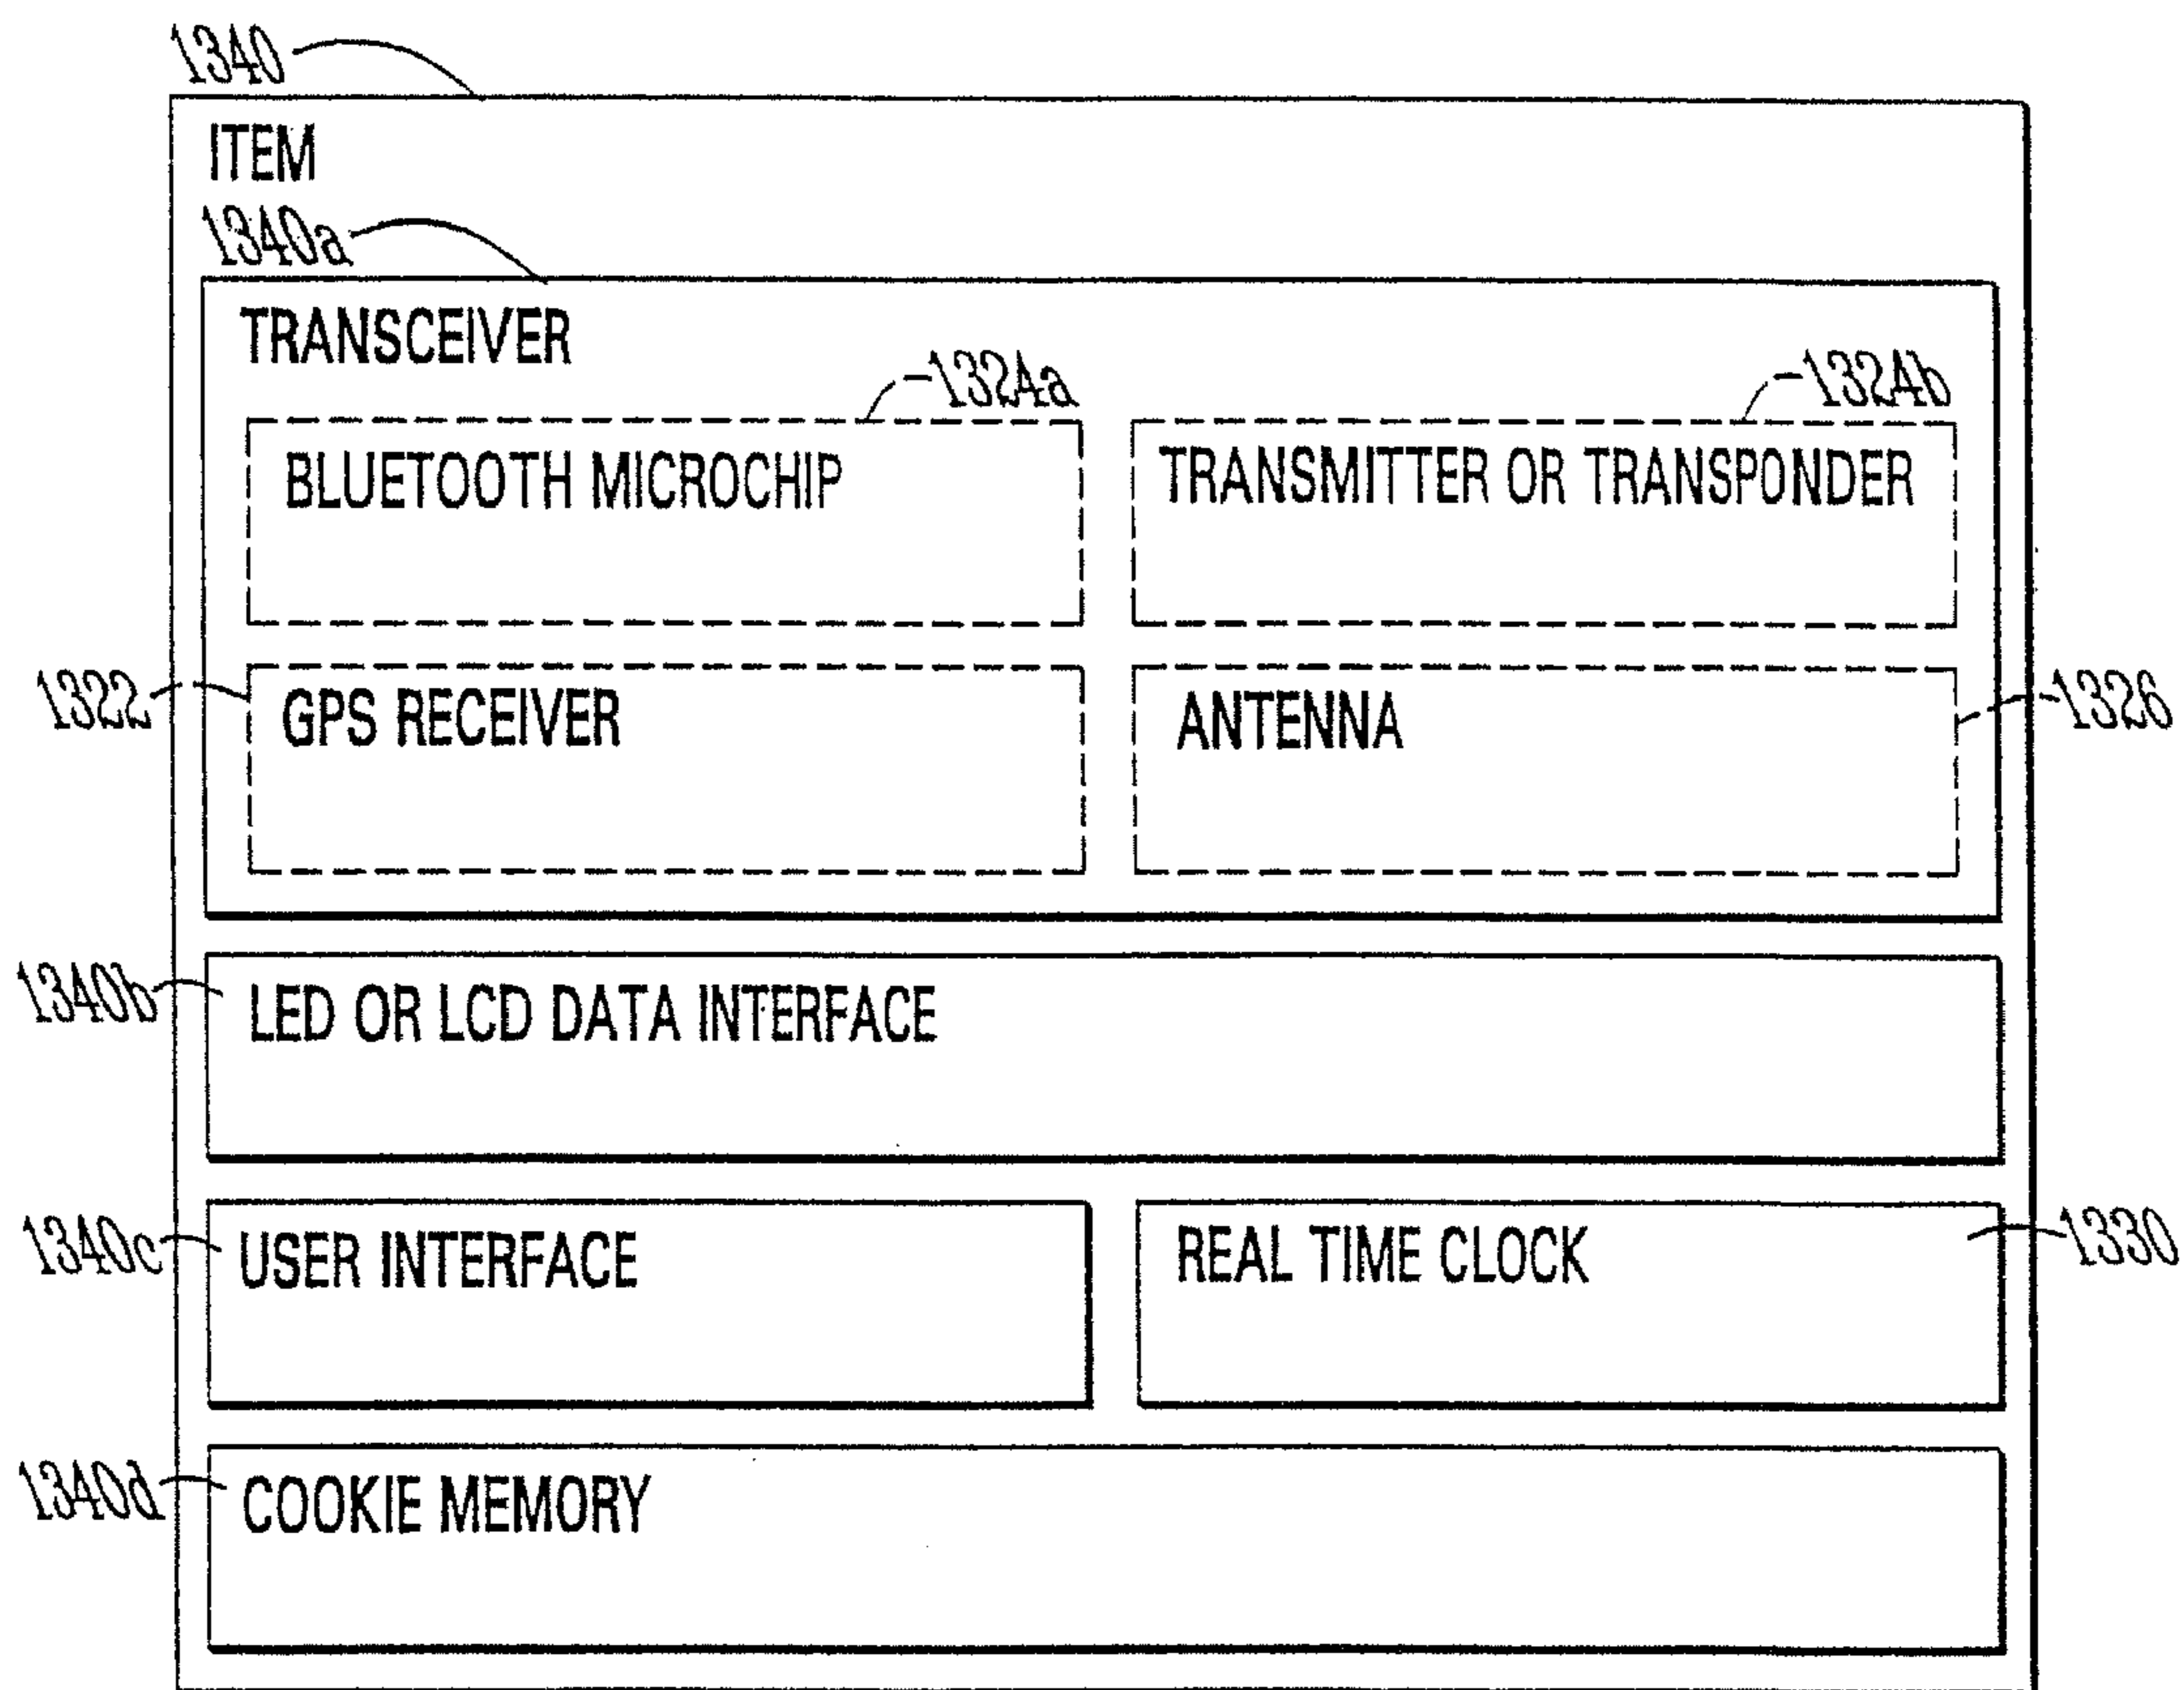 1340
ITEM
1340a
TRANSCEIVER
1324a
1324b
BLUETOOTH MICROCHIP
TRANSMITTER OR TRANSPONDER
1322
GPS RECEIVER
ANTENNA
1326
1340b
LED OR LCD DATA INTERFACE
1340c
USER INTERFACE
REAL TIME CLOCK
1330
1340d
COOKIE MEMORY